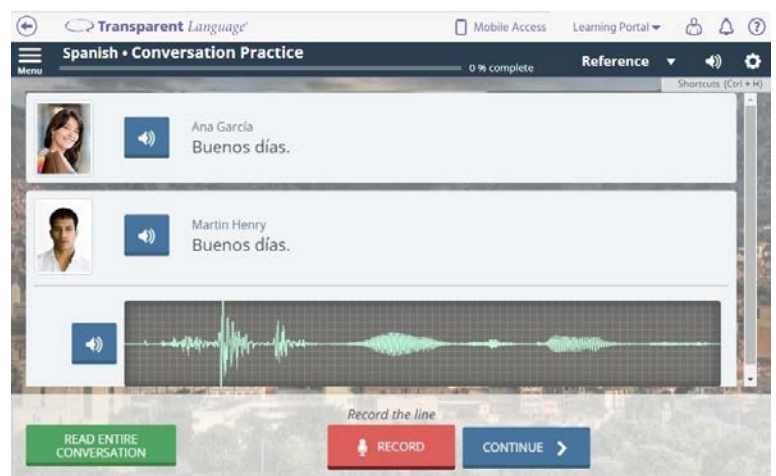 Transparent Language
Mobile Access
Learning Portal
Menu
Spanish • Conversation Practice
0 % complete
Reference
Shortcuts (Ctrl + H)
Ana García
Buenos días.
Martin Henry
Buenos días.
Record the line
READ ENTIRE
CONVERSATION
RECORD
CONTINUE